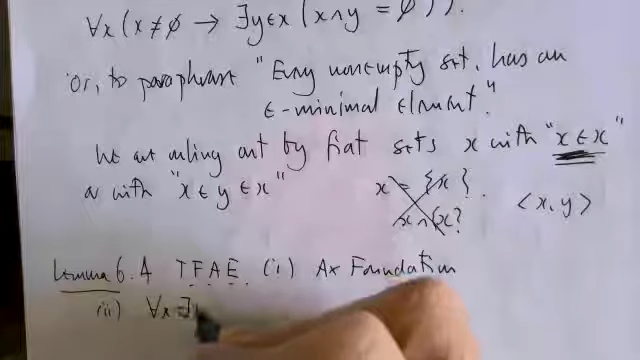 ∀x (x ≠ ∅ → ∃y∈x (x∩y = ∅)).
or, to paraphrase "Every nonempty set, has an
∈-minimal element."
We are ruling out by fiat sets x with "x ∈ x"
or with "x ∈ y ∈ x"
x = {x}.
x∩{x}?
<x, y>
Lemma 6.4 T.F.A.E. (i) Ax Foundation
(ii) ∀x ∃